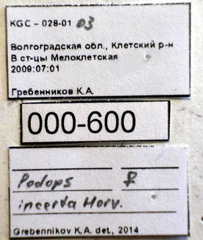 KGC – 028-01 03
Волгоградская обл., Клетский р-н
В ст-цы Мелоклетская
2009:07:01
Гребенников К.А.
000-600
Podops ♀
incerta Horv.
Grebennikov K.A. det., 2014